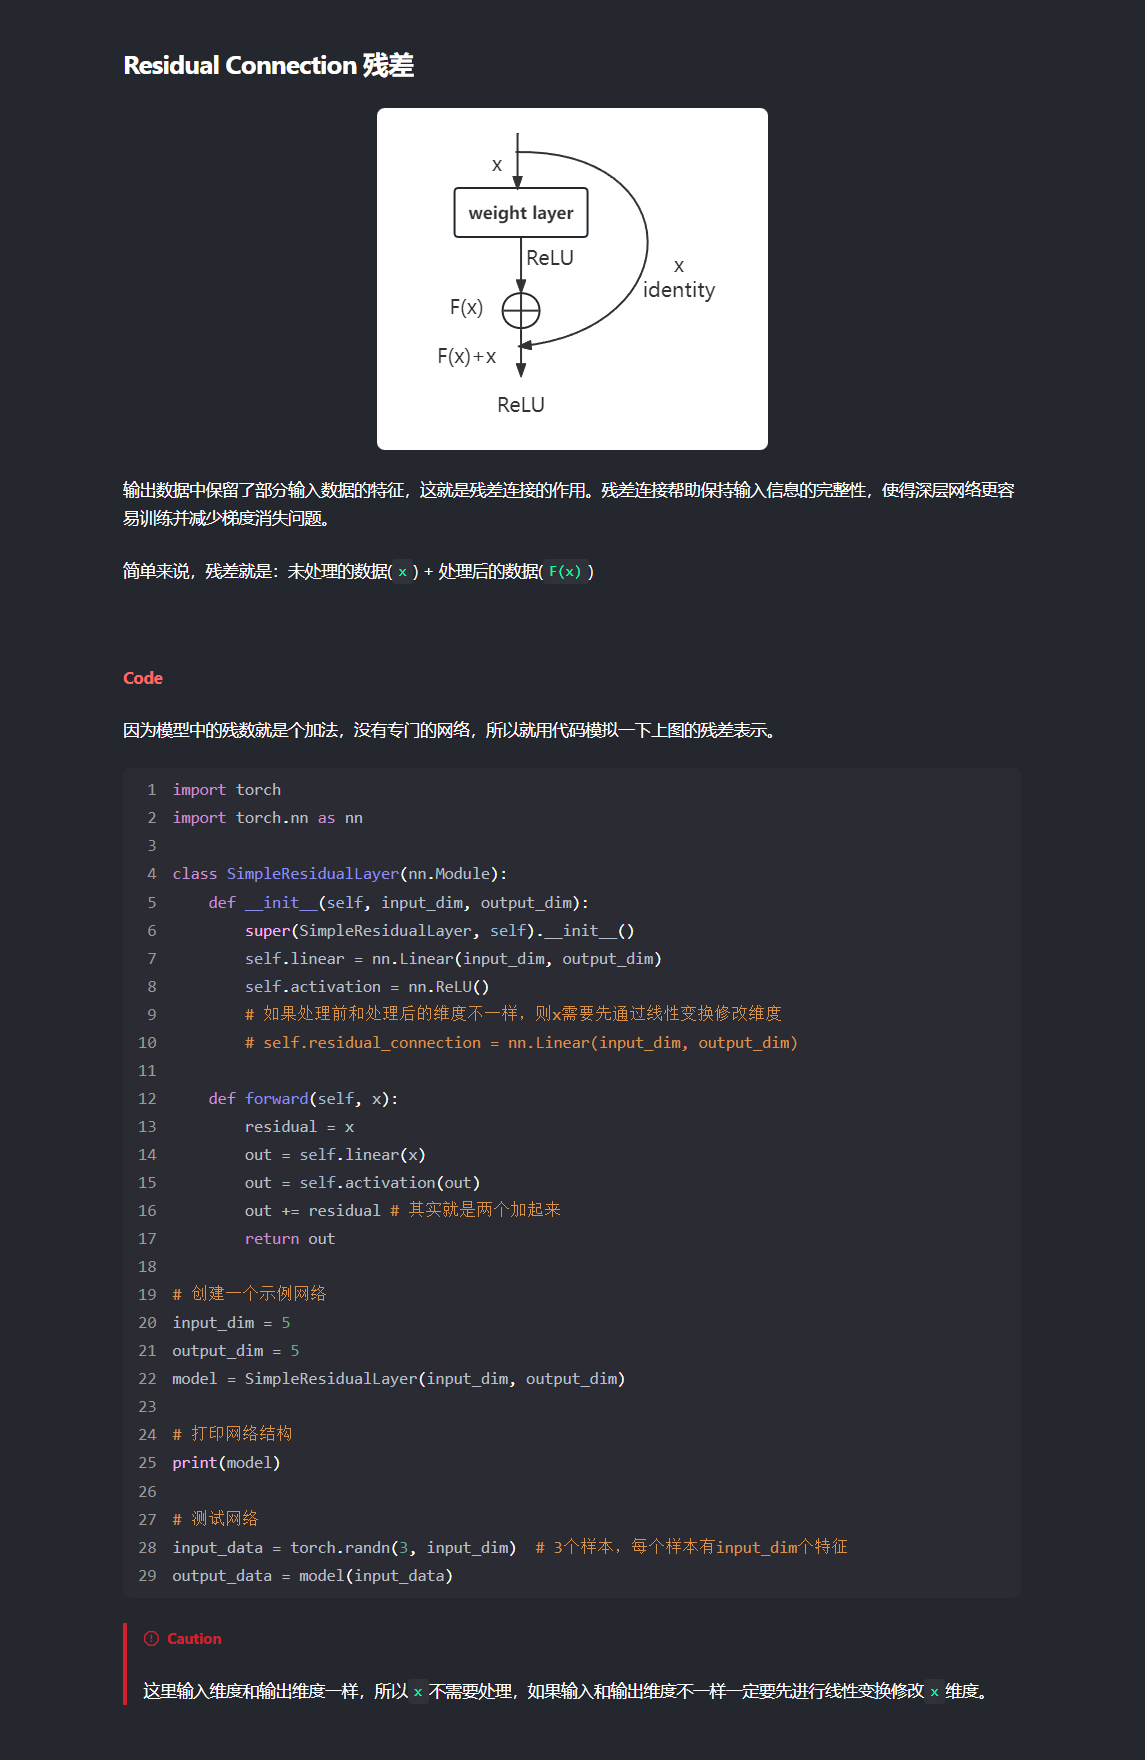 Residual Connection 残差
x
weight layer
ReLU
x
identity
F(x)
F(x)+x
ReLU
输出数据中保留了部分输入数据的特征，这就是残差连接的作用。残差连接帮助保持输入信息的完整性，使得深层网络更容
易训练并减少梯度消失问题。
简单来说，残差就是：未处理的数据( x ) + 处理后的数据( F(x) )
Code
因为模型中的残数就是个加法，没有专门的网络，所以就用代码模拟一下上图的残差表示。
1 import torch
2 import torch.nn as nn
3
4 class SimpleResidualLayer(nn.Module):
5     def __init__(self, input_dim, output_dim):
6         super(SimpleResidualLayer, self).__init__()
7         self.linear = nn.Linear(input_dim, output_dim)
8         self.activation = nn.ReLU()
9         # 如果处理前和处理后的维度不一样，则x需要先通过线性变换修改维度
10         # self.residual_connection = nn.Linear(input_dim, output_dim)
11
12     def forward(self, x):
13         residual = x
14         out = self.linear(x)
15         out = self.activation(out)
16         out += residual # 其实就是两个加起来
17         return out
18
19 # 创建一个示例网络
20 input_dim = 5
21 output_dim = 5
22 model = SimpleResidualLayer(input_dim, output_dim)
23
24 # 打印网络结构
25 print(model)
26
27 # 测试网络
28 input_data = torch.randn(3, input_dim)  # 3个样本，每个样本有input_dim个特征
29 output_data = model(input_data)
Caution
这里输入维度和输出维度一样，所以 x 不需要处理，如果输入和输出维度不一样一定要先进行线性变换修改 x 维度。